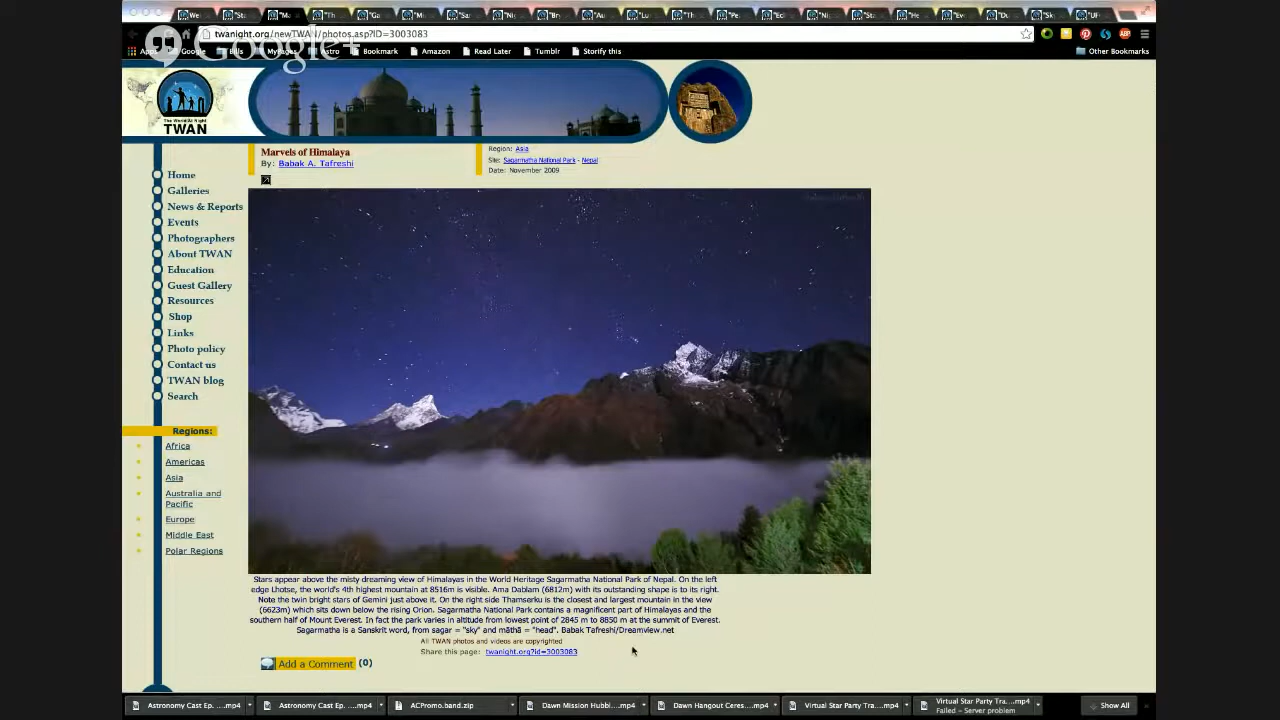 twanight.org/newTWAN/photos.asp?ID=3003083
Google+
Apps Google Bills MyPages Astro Bookmark Amazon Read Later Tumblr Storify this Other Bookmarks
The World At Night
TWAN
Marvels of Himalaya
By: Babak A. Tafreshi
Region: Asia
Site: Sagarmatha National Park - Nepal
Date: November 2009
Home
Galleries
News & Reports
Events
Photographers
About TWAN
Education
Guest Gallery
Resources
Shop
Links
Photo policy
Contact us
TWAN blog
Search
Regions:
Africa
Americas
Asia
Australia and
Pacific
Europe
Middle East
Polar Regions
Stars appear above the misty dreaming view of Himalayas in the World Heritage Sagarmatha National Park of Nepal. On the left
edge Lhotse, the world's 4th highest mountain at 8516m is visible. Ama Dablam (6812m) with its outstanding shape is to its right.
Note the twin bright stars of Gemini just above it. On the right side Thamserku is the closest and largest mountain in the view
(6623m) which sits down below the rising Orion. Sagarmatha National Park contains a magnificent part of Himalayas and the
southern half of Mount Everest. In fact the park varies in altitude from lowest point of 2845 m to 8850 m at the summit of Everest.
Sagarmatha is a Sanskrit word, from sagar = "sky" and māthā = "head". Babak Tafreshi/Dreamview.net
All TWAN photos and videos are copyrighted
Share this page: twanight.org?id=3003083
Add a Comment (0)
Astronomy Cast Ep. ....mp4
Astronomy Cast Ep. ....mp4
ACPromo.band.zip
Dawn Mission Hubbl....mp4
Dawn Hangout Ceres....mp4
Virtual Star Party Tra....mp4
Virtual Star Party Tra....mp4
Failed - Server problem
Show All